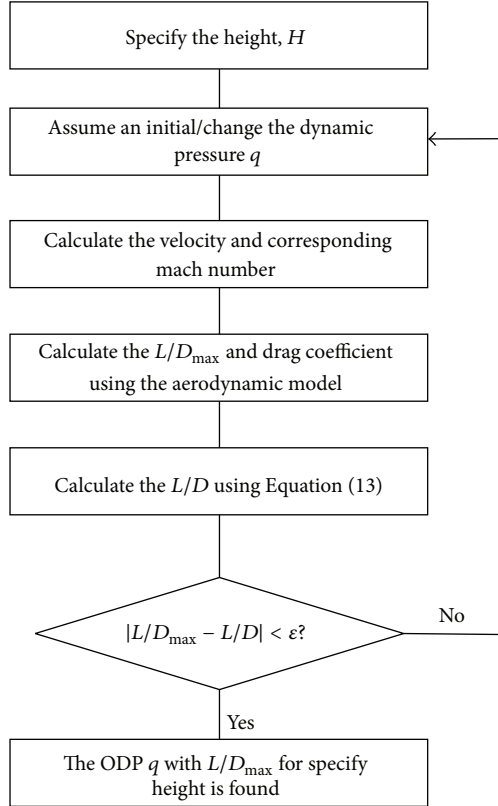 Specify the height, H
Assume an initial/change the dynamic
pressure q
Calculate the velocity and corresponding
mach number
Calculate the L/Dmax and drag coefficient
using the aerodynamic model
Calculate the L/D using Equation (13)
|L/Dmax − L/D| < ε?
No
Yes
The ODP q with L/Dmax for specify
height is found